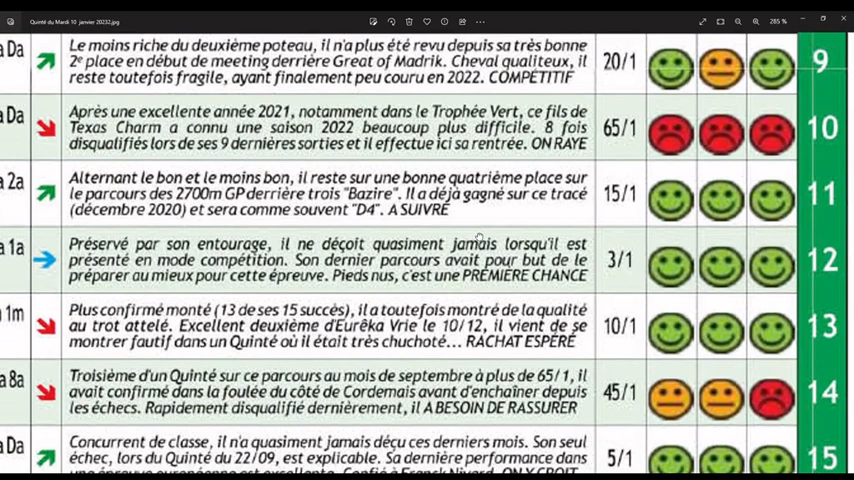 Quinté du Mardi 10 janvier 20232.jpg
285 %
a Da
Le moins riche du deuxième poteau, il n'a plus été revu depuis sa très bonne
2e place en début de meeting derrière Great of Madrik. Cheval qualiteux, il
reste toutefois fragile, ayant finalement peu couru en 2022. COMPÉTITIF
20/1
9
a Da
Après une excellente année 2021, notamment dans le Trophée Vert, ce fils de
Texas Charm a connu une saison 2022 beaucoup plus difficile. 8 fois
disqualifiés lors de ses 9 dernières sorties et il effectue ici sa rentrée. ON RAYE
65/1
10
a 2a
Alternant le bon et le moins bon, il reste sur une bonne quatrième place sur
le parcours des 2700m GP derrière trois "Bazire". Il a déjà gagné sur ce tracé
(décembre 2020) et sera comme souvent "D4". A SUIVRE
15/1
11
a 1a
Préservé par son entourage, il ne déçoit quasiment jamais lorsqu'il est
présenté en mode compétition. Son dernier parcours avait pour but de le
préparer au mieux pour cette épreuve. Pieds nus, c'est une PREMIÈRE CHANCE
3/1
12
1m
Plus confirmé monté (13 de ses 15 succès), il a toutefois montré de la qualité
au trot attelé. Excellent deuxième d'Eurêka Vrie le 10/12, il vient de se
montrer fautif dans un Quinté où il était très chuchoté... RACHAT ESPÉRÉ
10/1
13
a 8a
Troisième d'un Quinté sur ce parcours au mois de septembre à plus de 65/1, il
avait confirmé dans la foulée du côté de Cordemais avant d'enchaîner depuis
les échecs. Rapidement disqualifié dernièrement, il A BESOIN DE RASSURER
45/1
14
a Da
Concurrent de classe, il n'a quasiment jamais déçu ces derniers mois. Son seul
échec, lors du Quinté du 22/09, est explicable. Sa dernière performance dans
une épreuve européenne est excellente. Confié à Franck Nivard, ON Y CROIT
5/1
15